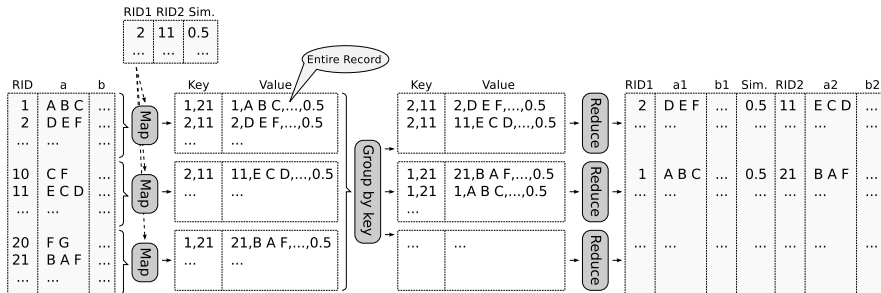 RID1 RID2 Sim.
2 11 0.5
... ... ...
Entire Record
RID a b
1 A B C ...
2 D E F ...
... ... ...
10 C F ...
11 E C D ...
... ... ...
20 F G ...
21 B A F ...
... ... ...
Map
Map
Map
Key Value
1,21 1,A B C,...,0.5
2,11 2,D E F,...,0.5
... ...
2,11 11,E C D,...,0.5
... ...
1,21 21,B A F,...,0.5
... ...
Group by key
Key Value
2,11 2,D E F,...,0.5
2,11 11,E C D,...,0.5
1,21 21,B A F,...,0.5
1,21 1,A B C,...,0.5
...
... ...
Reduce
Reduce
Reduce
RID1 a1 b1 Sim. RID2 a2 b2
2 D E F ... 0.5 11 E C D ...
... ... ... ... ... ... ...
1 A B C ... 0.5 21 B A F ...
... ... ... ... ... ... ...
... ... ... ... ... ... ...